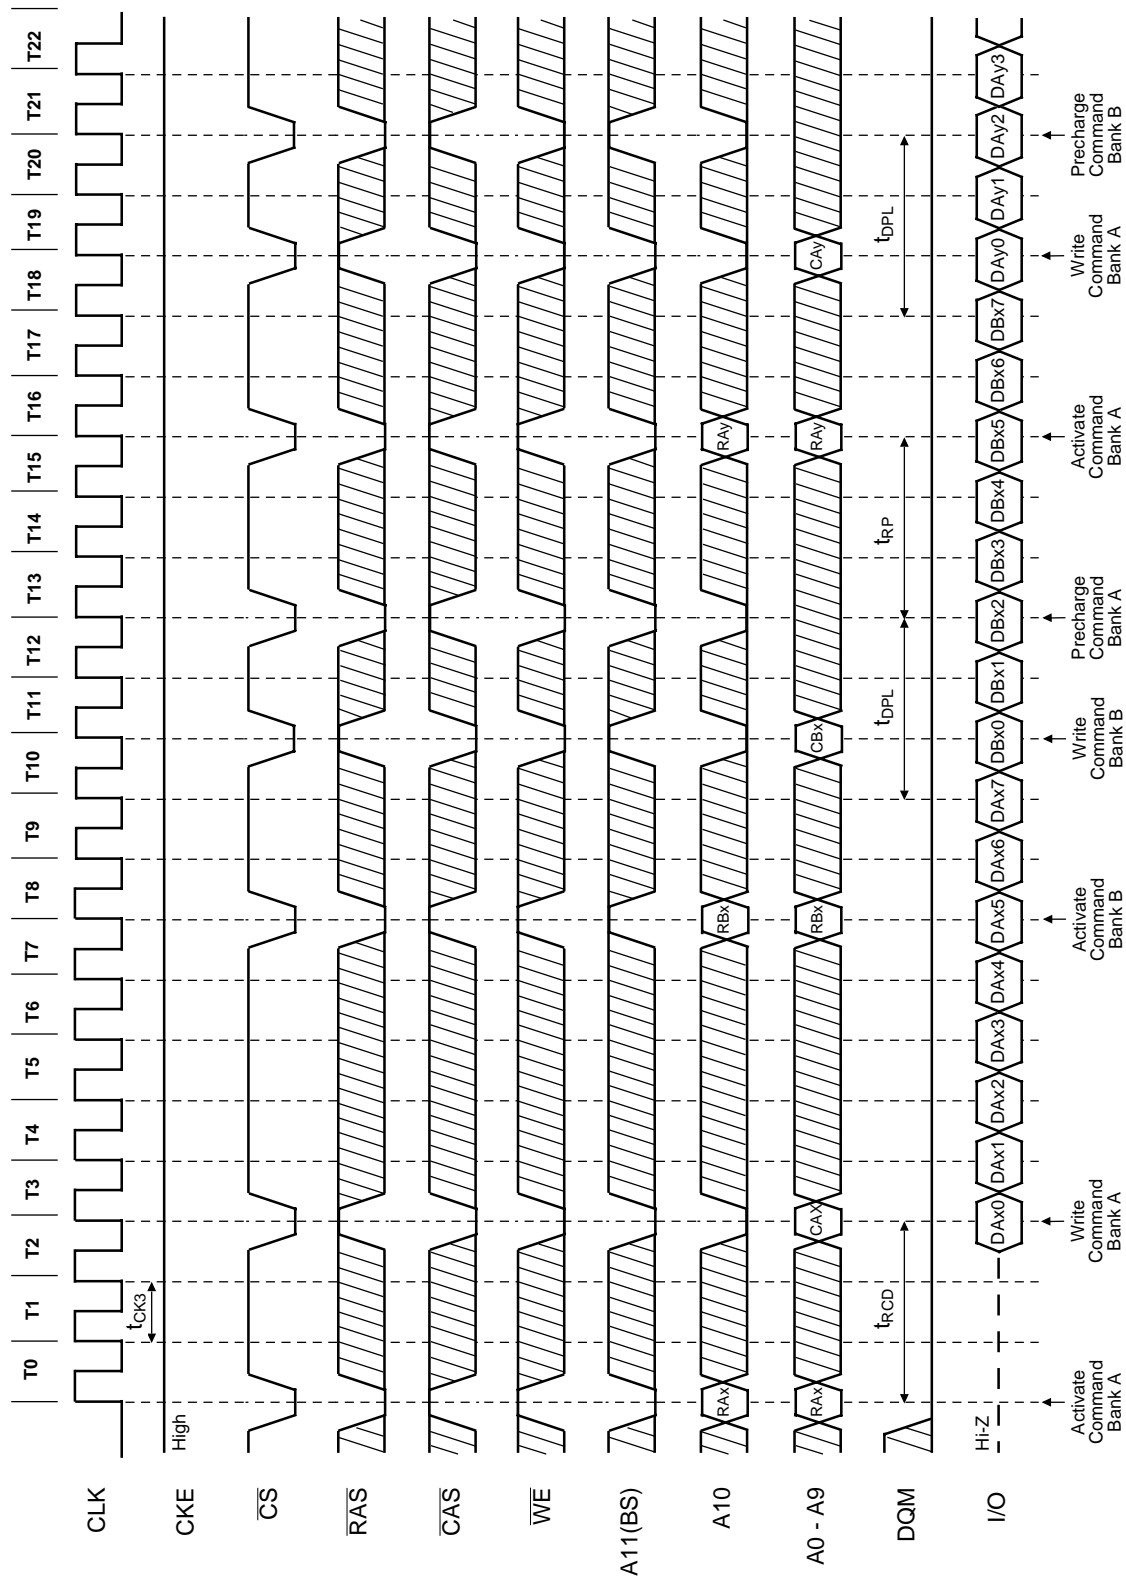 T0 T1 T2 T3 T4 T5 T6 T7 T8 T9 T10 T11 T12 T13 T14 T15 T16 T17 T18 T19 T20 T21 T22
CLK
tCK3
CKE
High
CS
RAS
CAS
WE
A11(BS)
A10
RAx RBx RAy
A0 - A9
RAx CAX RBx CBx RAy CAy
DQM
tRCD tDPL tRP tDPL
I/O
Hi-Z
DAx0 DAx1 DAx2 DAx3 DAx4 DAx5 DAx6 DAx7 DBx0 DBx1 DBx2 DBx3 DBx4 DBx5 DBx6 DBx7 DAy0 DAy1 DAy2 DAy3
Activate
Command
Bank A
Write
Command
Bank A
Activate
Command
Bank B
Write
Command
Bank B
Precharge
Command
Bank A
Activate
Command
Bank A
Write
Command
Bank A
Precharge
Command
Bank B